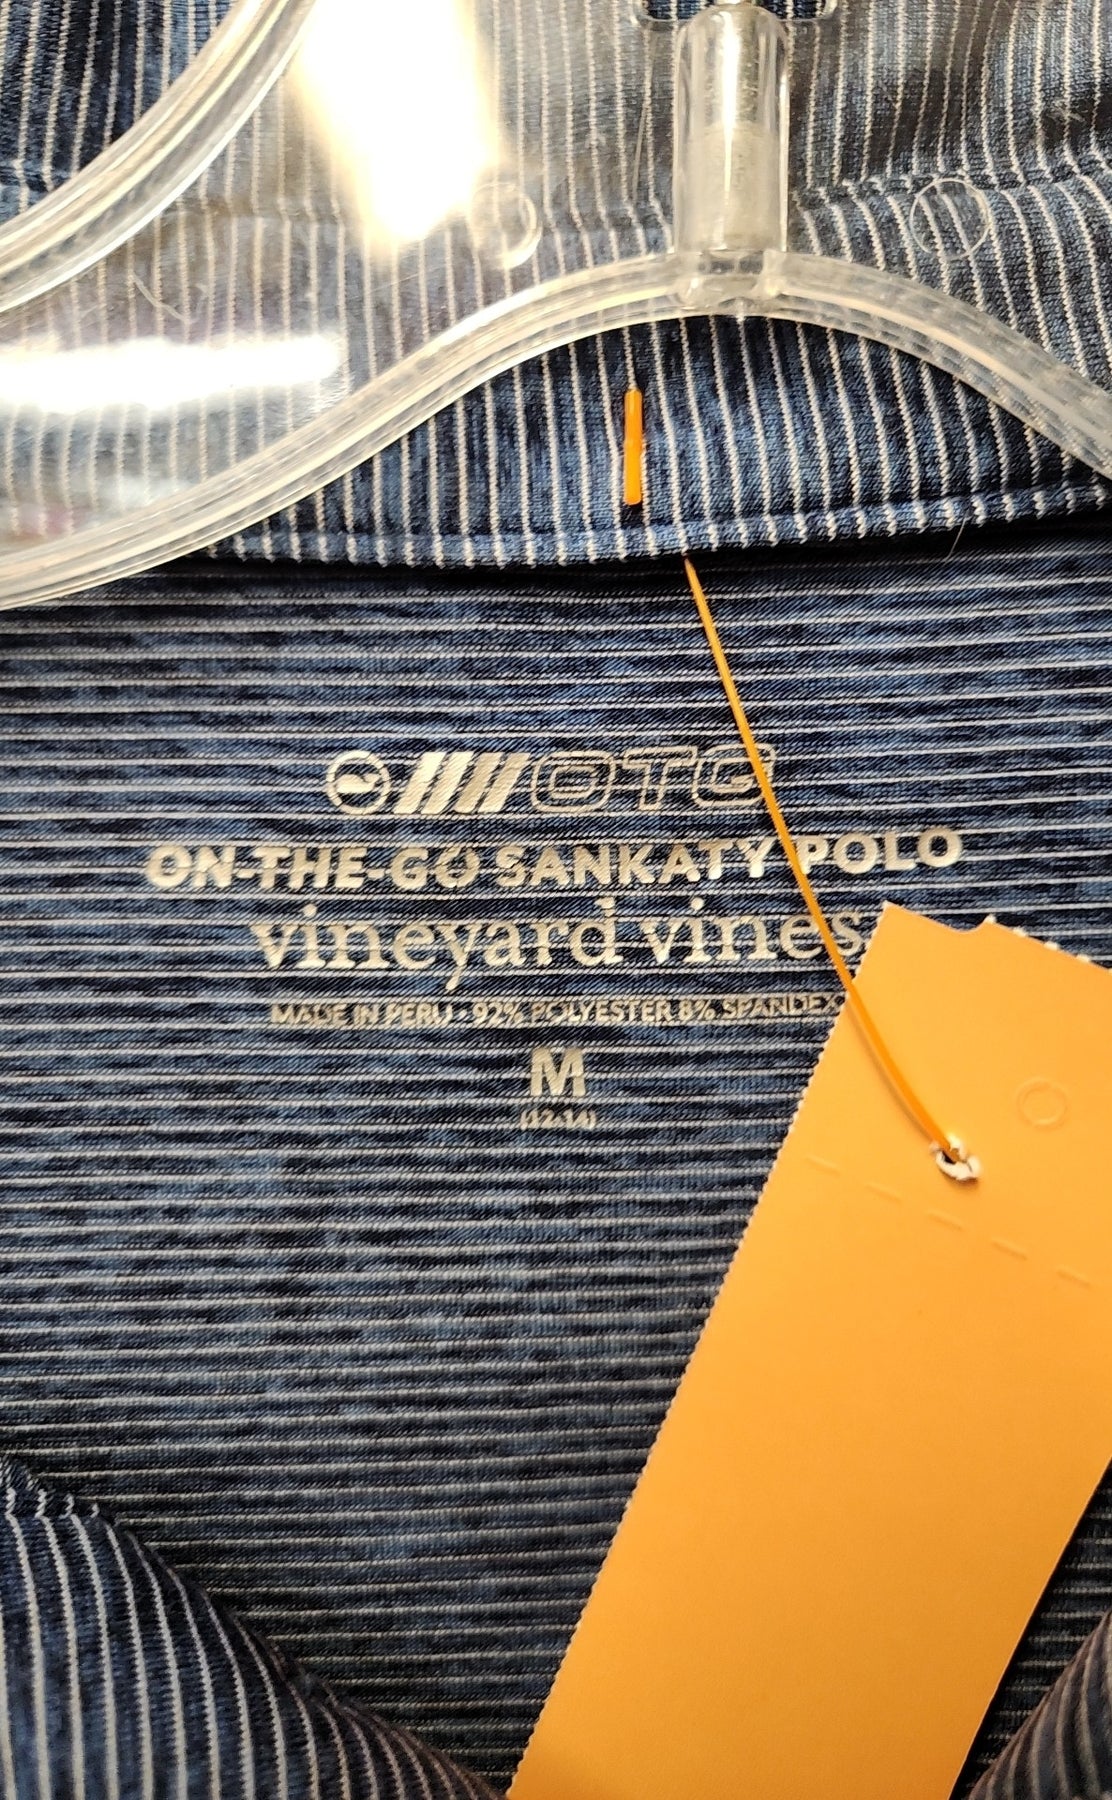 OTG
ON-THE-GO SANKATY POLO
vineyard vines
MADE IN PERU · 92% POLYESTER 8% SPANDEX
M
(12-14)